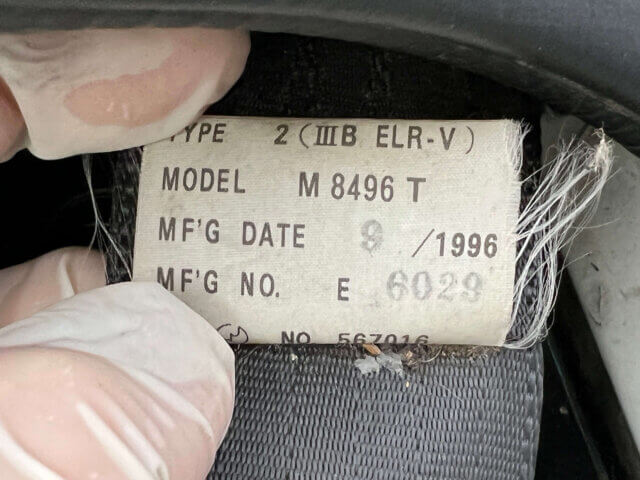 TYPE 2 (IIIB ELR-V)
MODEL M 8496 T
MF'G DATE 9 /1996
MF'G NO. E 6029
NO 567016